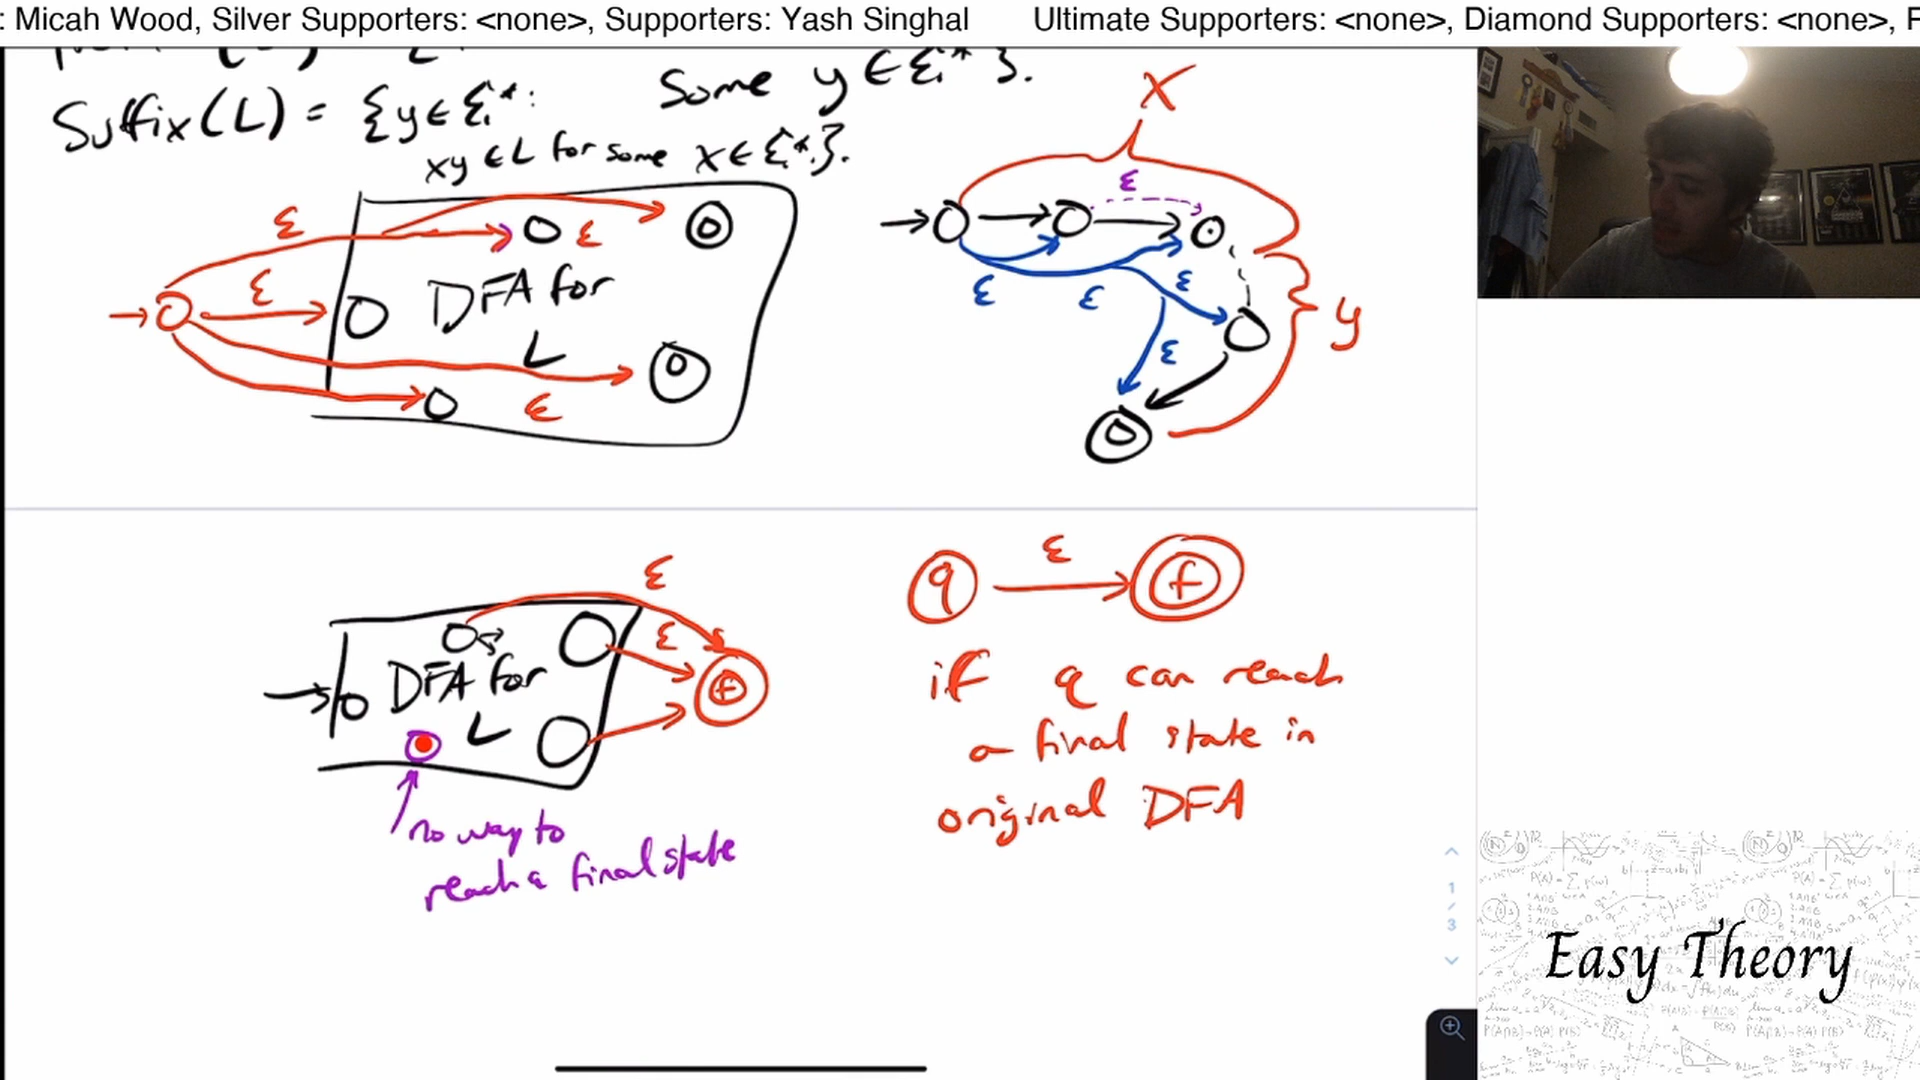 : Micah Wood, Silver Supporters: <none>, Supporters: Yash Singhal Ultimate Supporters: <none>, Diamond Supporters: <none>, F
Some y ∈ Σ* }.
Suffix(L) = {y ∈ Σ*:
xy ∈ L for some x ∈ Σ*}.
x
ε
ε
ε
ε
ε
DFA for
L
ε
ε
ε
ε
ε
y
ε
ε
DFA for
L
f
no way to
reach a final state
q ε f
if q can reach
a final state in
original DFA
1
/
3
Easy Theory